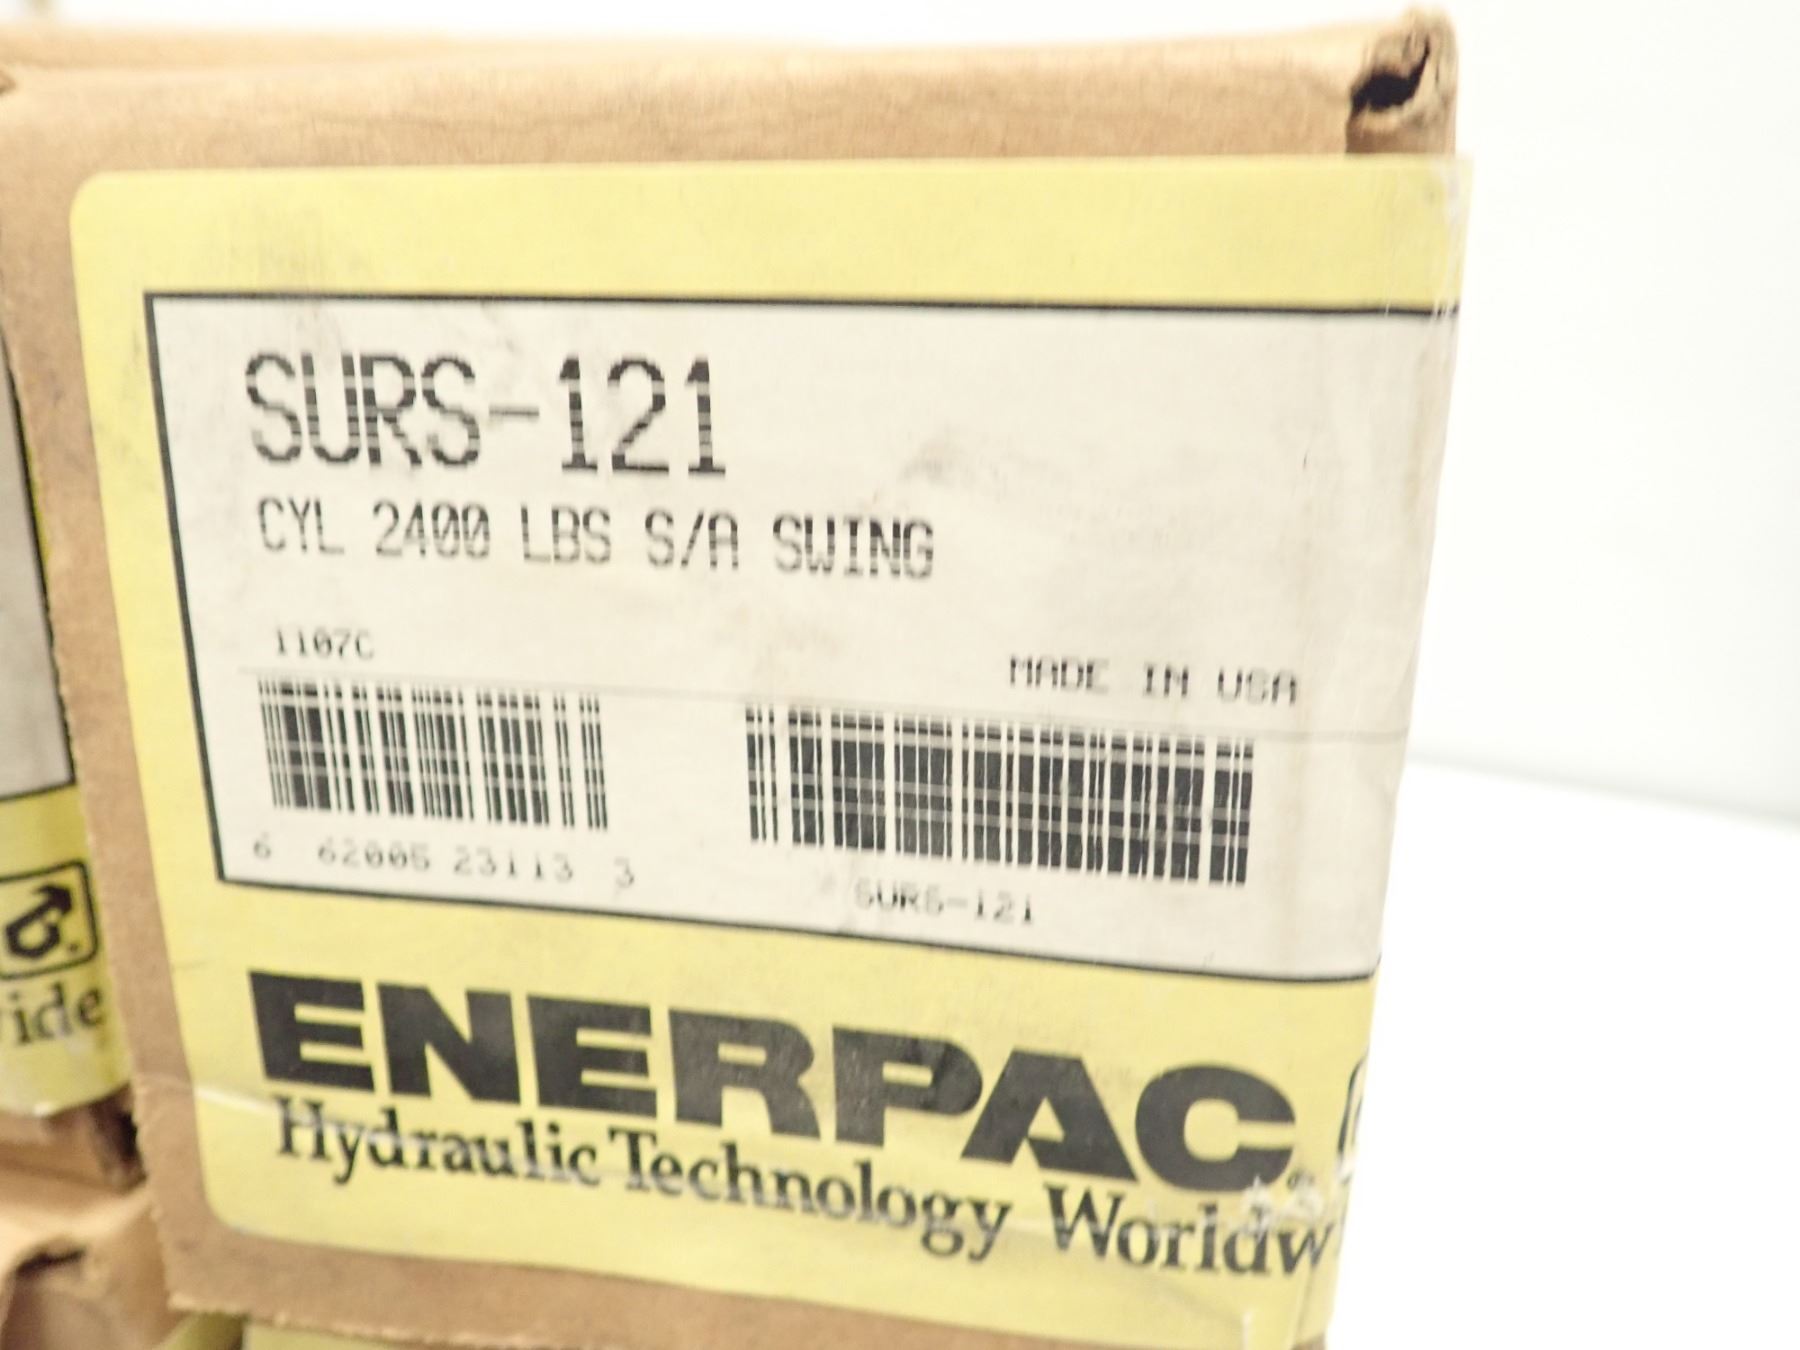 SURS-121
CYL 2400 LBS S/A SWING
1107C
MADE IN USA
6 62005 23113 3
SURS-121
ENERPAC®
Hydraulic Technology Worldw
ide